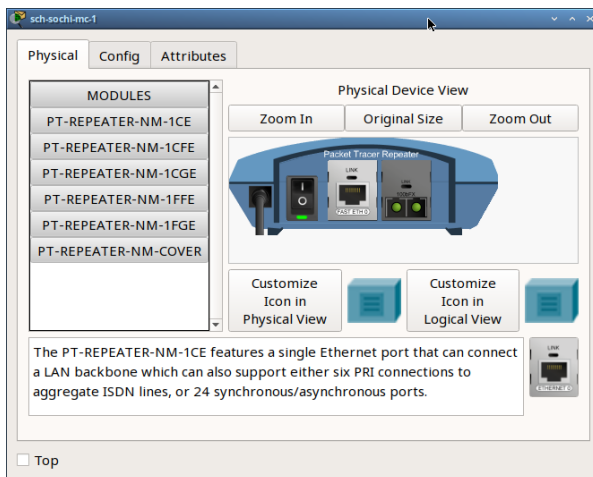 sch-sochi-mc-1
Physical Config Attributes
MODULES
PT-REPEATER-NM-1CE
PT-REPEATER-NM-1CFE
PT-REPEATER-NM-1CGE
PT-REPEATER-NM-1FFE
PT-REPEATER-NM-1FGE
PT-REPEATER-NM-COVER
Physical Device View
Zoom In Original Size Zoom Out
Packet Tracer Repeater
LINK
LINK
FAST ETH 0
Customize
Icon in
Physical View
Customize
Icon in
Logical View
The PT-REPEATER-NM-1CE features a single Ethernet port that can connect
a LAN backbone which can also support either six PRI connections to
aggregate ISDN lines, or 24 synchronous/asynchronous ports.
LINK
Top